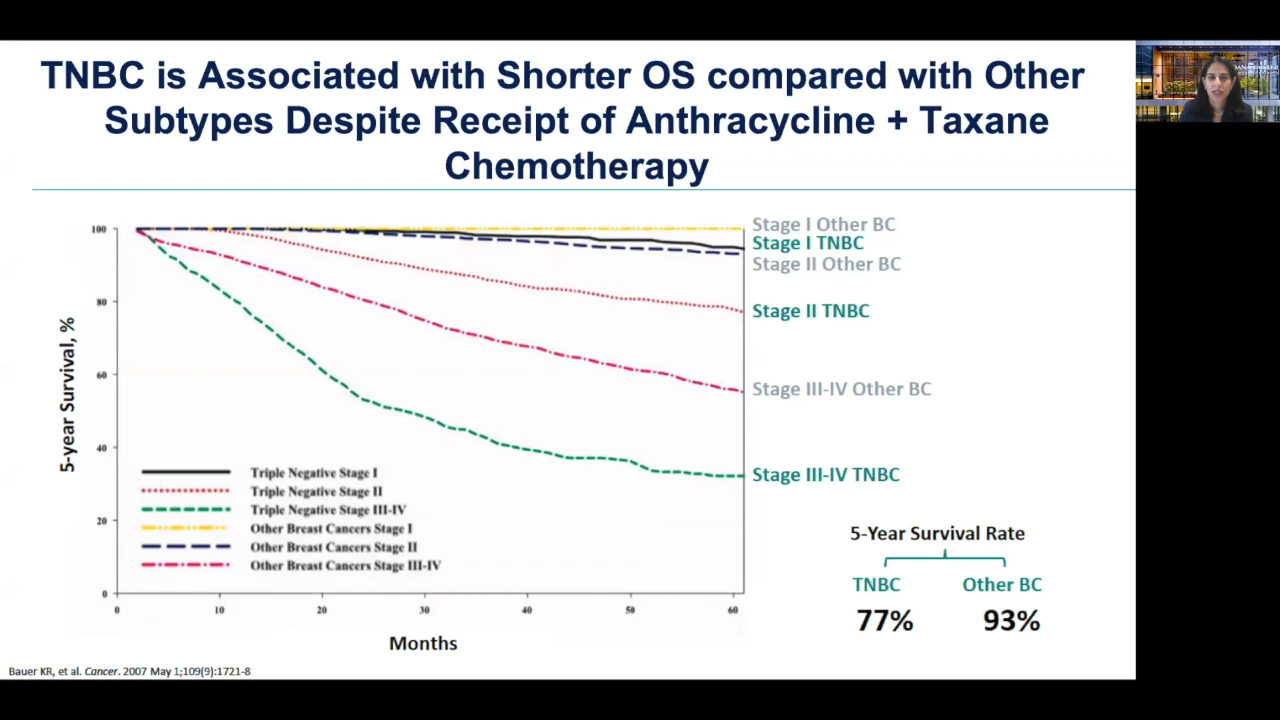 TNBC is Associated with Shorter OS compared with Other
Subtypes Despite Receipt of Anthracycline + Taxane
Chemotherapy
5-year Survival, %
100
80
60
40
20
0
0
10
20
30
40
50
60
Months
Triple Negative Stage I
Triple Negative Stage II
Triple Negative Stage III-IV
Other Breast Cancers Stage I
Other Breast Cancers Stage II
Other Breast Cancers Stage III-IV
Stage I Other BC
Stage I TNBC
Stage II Other BC
Stage II TNBC
Stage III-IV Other BC
Stage III-IV TNBC
5-Year Survival Rate
TNBC Other BC
77% 93%
Bauer KR, et al. Cancer. 2007 May 1;109(9):1721-8